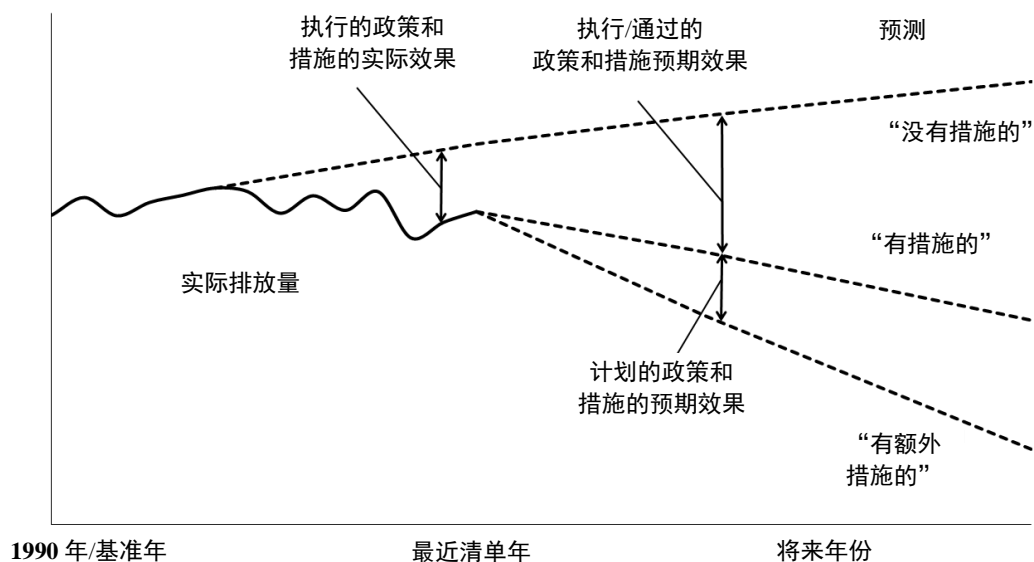 执行的政策和
措施的实际效果
执行/通过的
政策和措施预期效果
预测
“没有措施的”
“有措施的”
实际排放量
计划的政策和
措施的预期效果
“有额外
措施的”
1990 年/基准年
最近清单年
将来年份